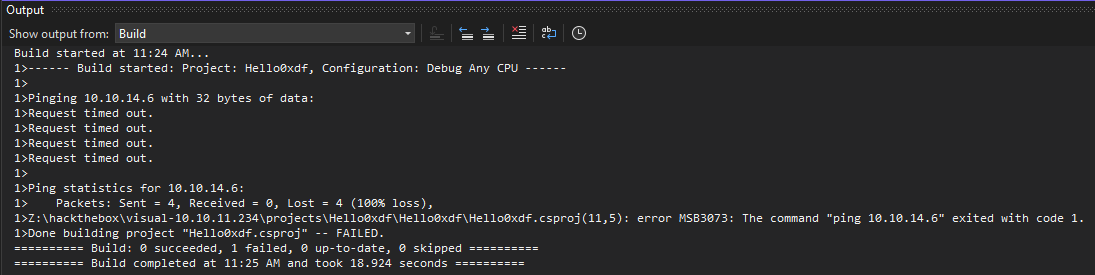 Output
Show output from: Build
Build started at 11:24 AM...
1>------ Build started: Project: Hello0xdf, Configuration: Debug Any CPU ------
1>
1>Pinging 10.10.14.6 with 32 bytes of data:
1>Request timed out.
1>Request timed out.
1>Request timed out.
1>Request timed out.
1>
1>Ping statistics for 10.10.14.6:
1>    Packets: Sent = 4, Received = 0, Lost = 4 (100% loss),
1>Z:\hackthebox\visual-10.10.11.234\projects\Hello0xdf\Hello0xdf\Hello0xdf.csproj(11,5): error MSB3073: The command "ping 10.10.14.6" exited with code 1.
1>Done building project "Hello0xdf.csproj" -- FAILED.
========== Build: 0 succeeded, 1 failed, 0 up-to-date, 0 skipped ==========
========== Build completed at 11:25 AM and took 18.924 seconds ==========